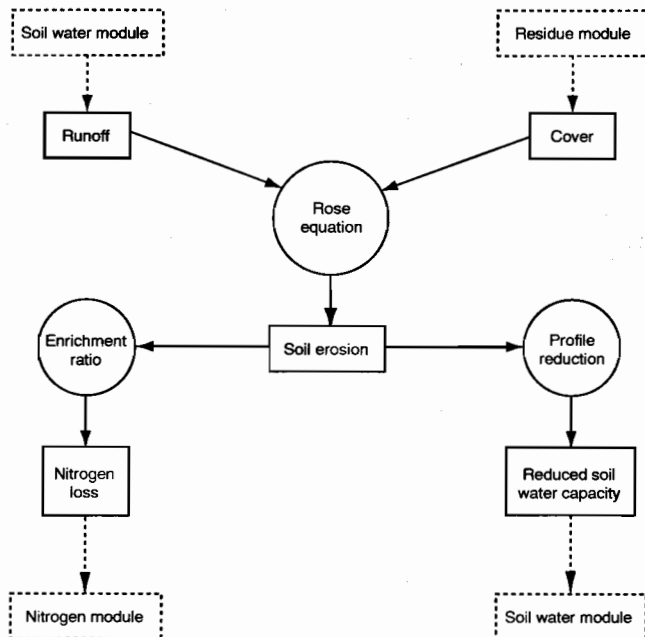 Soil water module
Residue module
Runoff
Cover
Rose
equation
Enrichment
ratio
Soil erosion
Profile
reduction
Nitrogen
loss
Reduced soil
water capacity
Nitrogen module
Soil water module